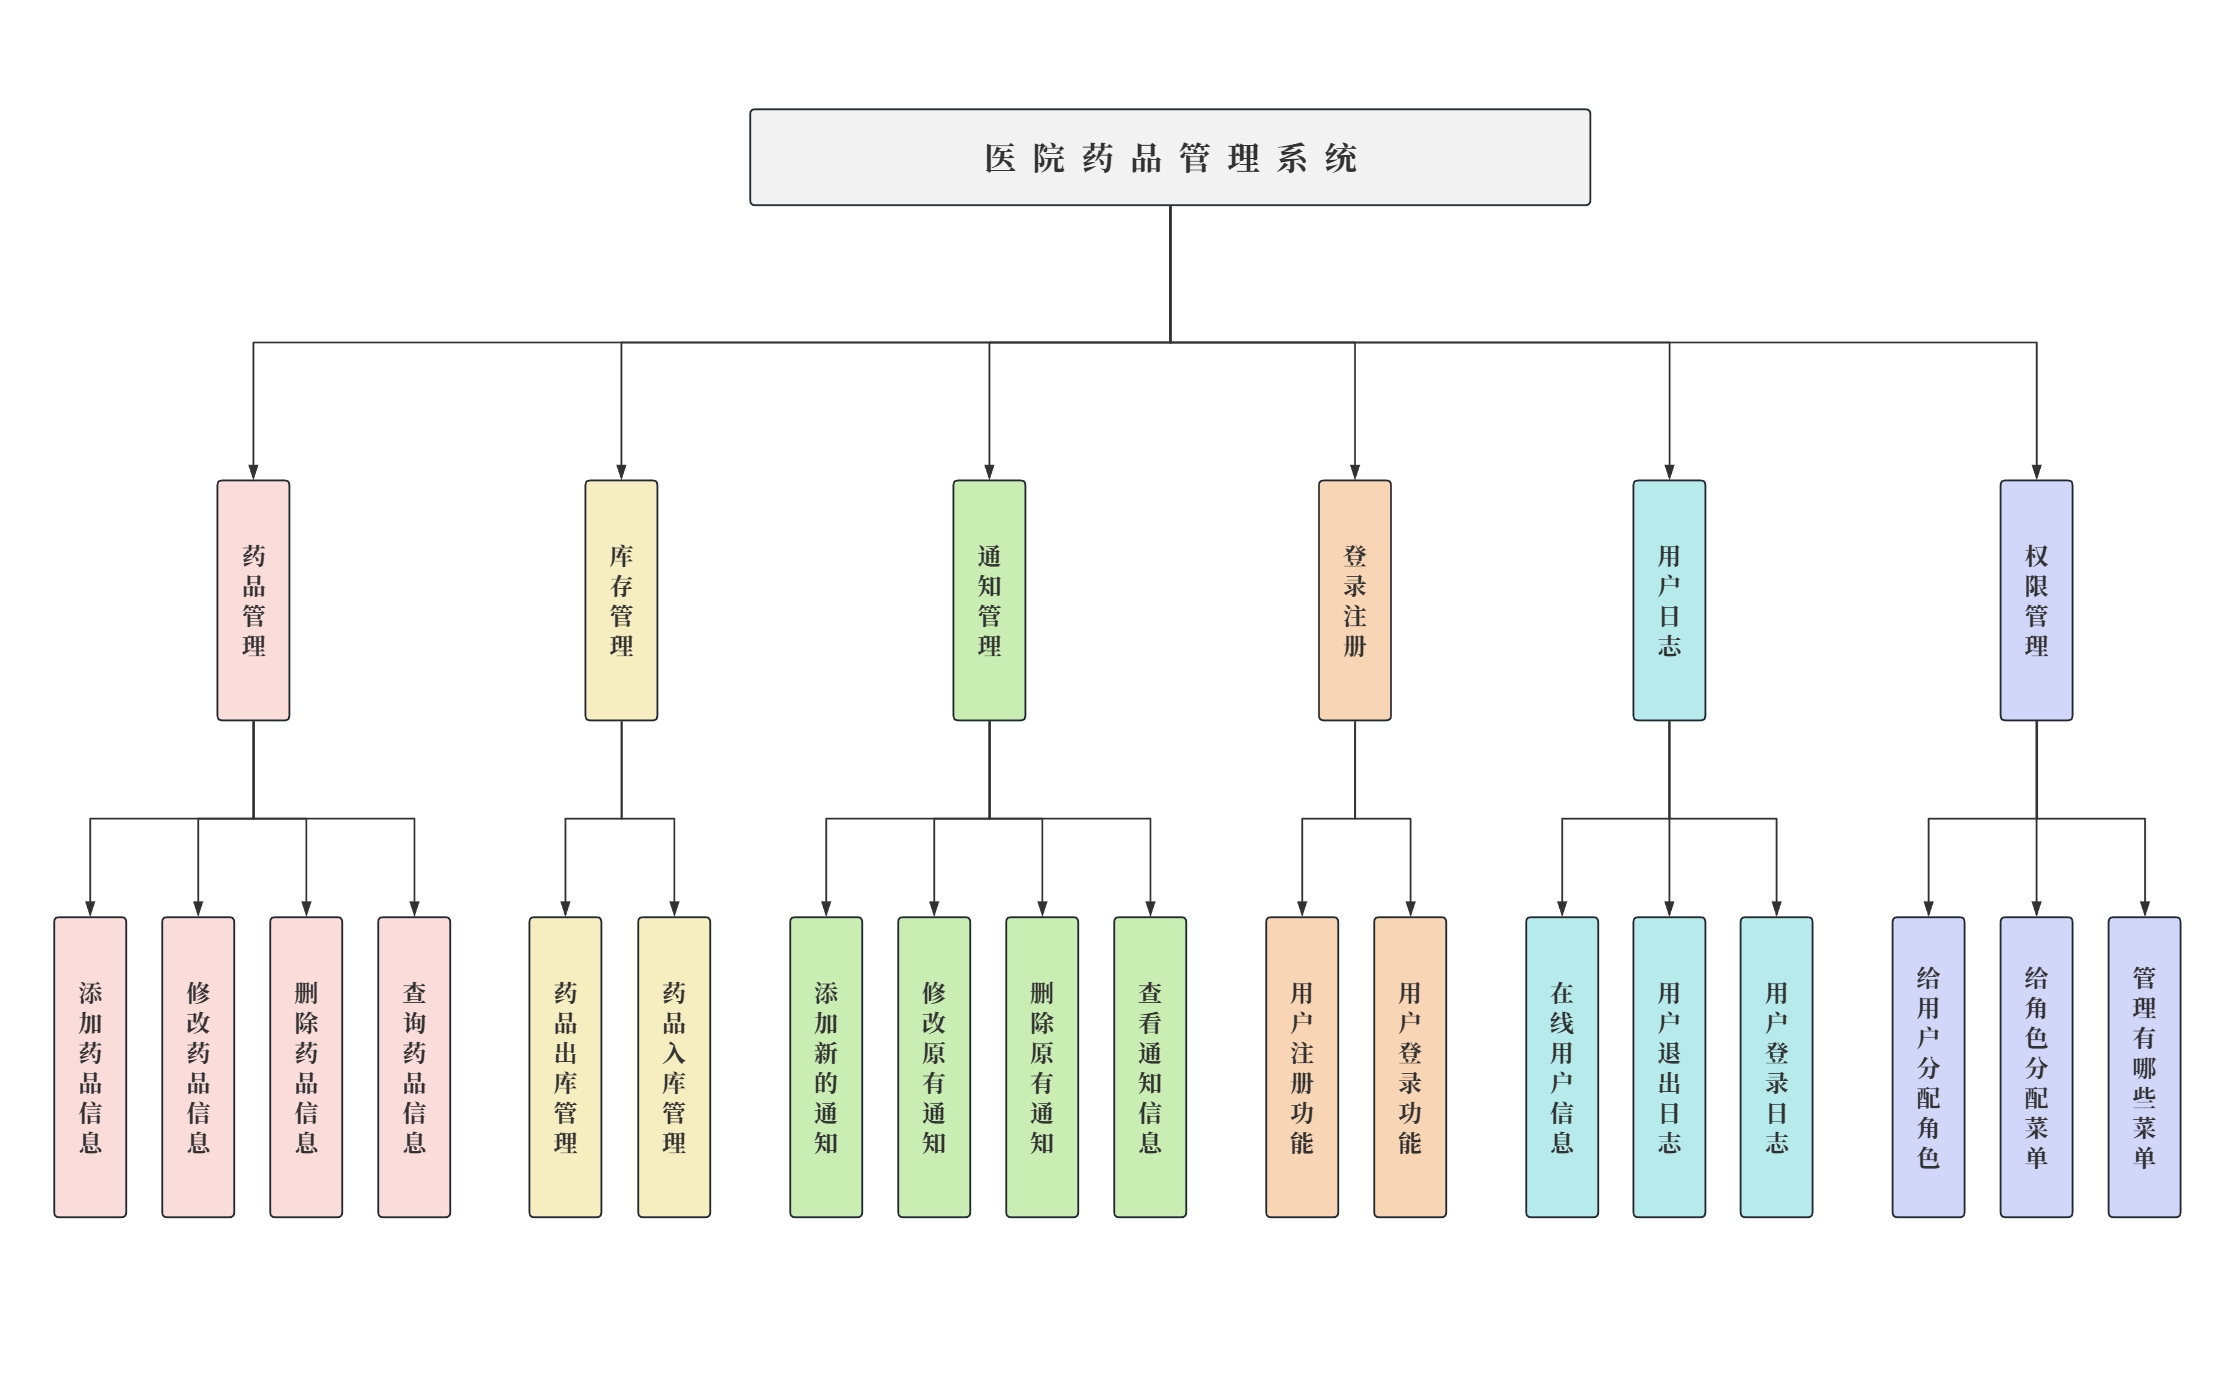 医院药品管理系统
药品管理
库存管理
通知管理
登录注册
用户日志
权限管理
添加药品信息
修改药品信息
删除药品信息
查询药品信息
药品出库管理
药品入库管理
添加新的通知
修改原有通知
删除原有通知
查看通知信息
用户注册功能
用户登录功能
在线用户信息
用户退出日志
用户登录日志
给用户分配角色
给角色分配菜单
管理有哪些菜单